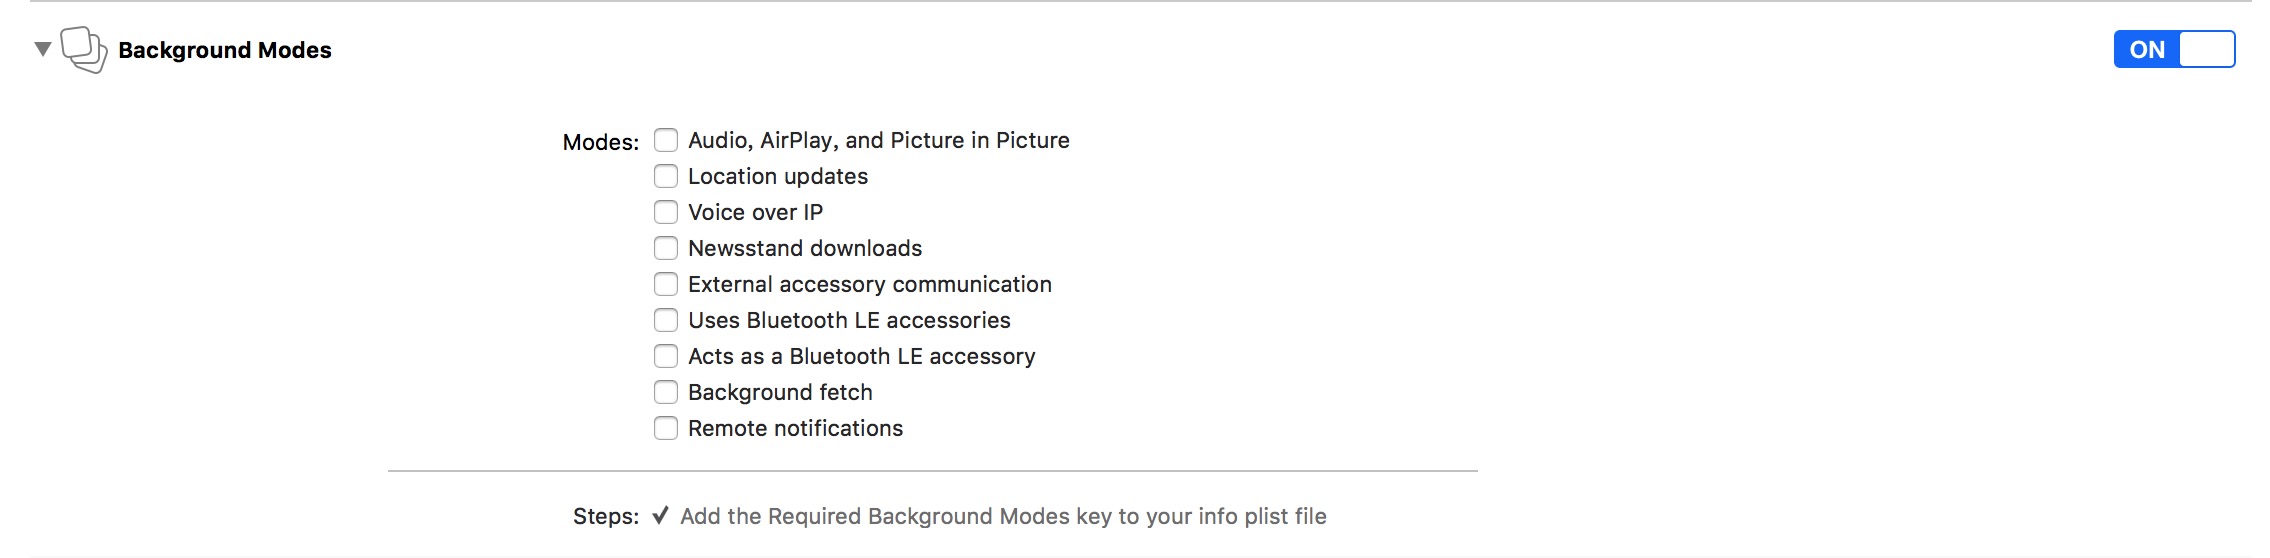 Background Modes
ON
Modes: Audio, AirPlay, and Picture in Picture
Location updates
Voice over IP
Newsstand downloads
External accessory communication
Uses Bluetooth LE accessories
Acts as a Bluetooth LE accessory
Background fetch
Remote notifications
Steps: ✓ Add the Required Background Modes key to your info plist file